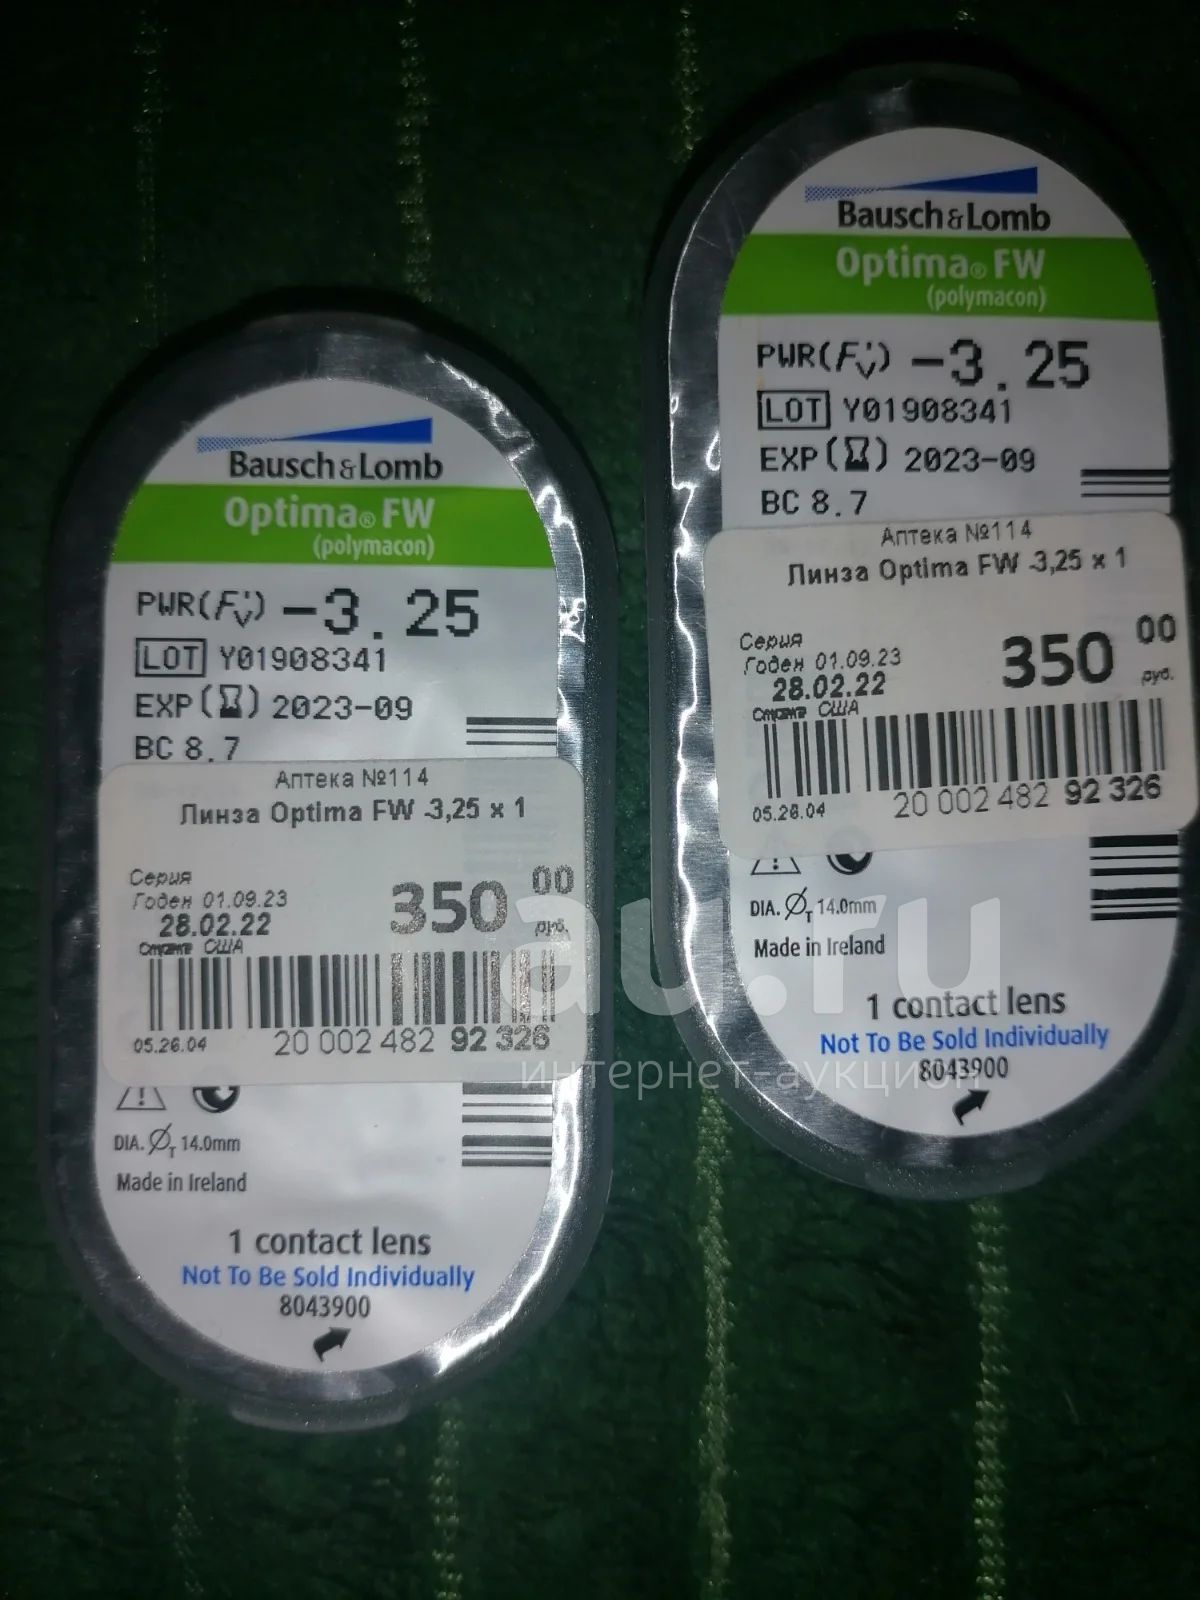 Bausch & Lomb
Optima® FW
(polymacon)
PWR(F'v) -3.25
LOT Y01908341
EXP ( ) 2023-09
BC 8.7
Аптека №114
Линза Optima FW -3,25 x 1
Серия
Годен 01.09.23
28.02.22
350 00
руб.
Страна США
05.26.04
20 002 482 92 326
DIA. ØT 14.0mm
Made in Ireland
1 contact lens
Not To Be Sold Individually
8043900
Bausch & Lomb
Optima® FW
(polymacon)
PWR(F'v) -3.25
LOT Y01908341
EXP ( ) 2023-09
BC 8.7
Аптека №114
Линза Optima FW -3,25 x 1
Серия
Годен 01.09.23
28.02.22
350 00
руб.
Страна США
05.26.04
20 002 482 92 326
DIA. ØT 14.0mm
Made in Ireland
1 contact lens
Not To Be Sold Individually
8043900
au.ru
интернет-аукцион